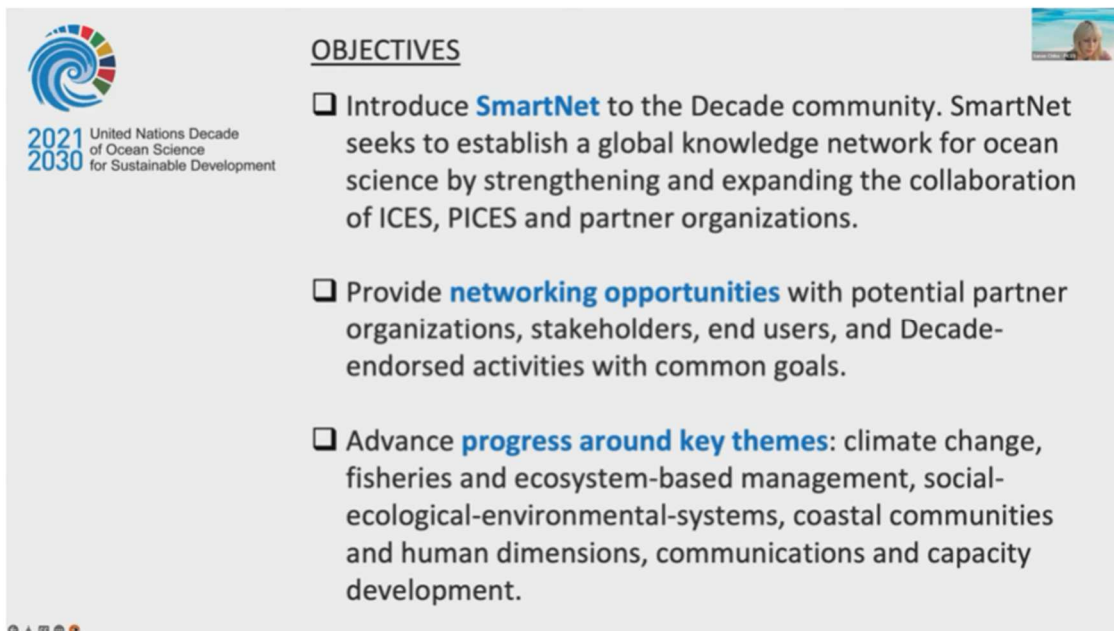 OBJECTIVES
❑ Introduce SmartNet to the Decade community. SmartNet
seeks to establish a global knowledge network for ocean
science by strengthening and expanding the collaboration
of ICES, PICES and partner organizations.
❑ Provide networking opportunities with potential partner
organizations, stakeholders, end users, and Decade-
endorsed activities with common goals.
❑ Advance progress around key themes: climate change,
fisheries and ecosystem-based management, social-
ecological-environmental-systems, coastal communities
and human dimensions, communications and capacity
development.
2021 United Nations Decade
of Ocean Science
2030 for Sustainable Development